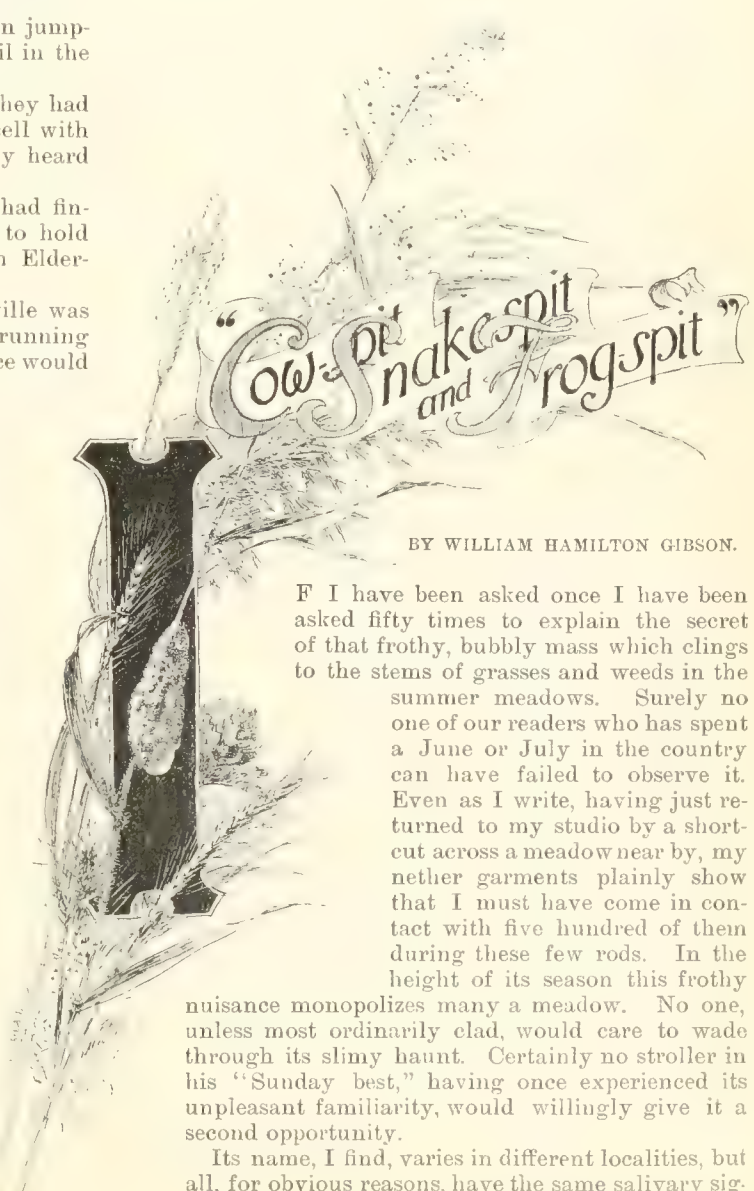 n jump-
il in the
hey had
ell with
y heard
had fin-
to hold
n Elder-
ville was
running
ce would
"Cow-spit
Snakespit
and Frogspit"
BY WILLIAM HAMILTON GIBSON.
IF I have been asked once I have been
asked fifty times to explain the secret
of that frothy, bubbly mass which clings
to the stems of grasses and weeds in the
summer meadows. Surely no
one of our readers who has spent
a June or July in the country
can have failed to observe it.
Even as I write, having just re-
turned to my studio by a short-
cut across a meadow near by, my
nether garments plainly show
that I must have come in con-
tact with five hundred of them
during these few rods. In the
height of its season this frothy
nuisance monopolizes many a meadow. No one,
unless most ordinarily clad, would care to wade
through its slimy haunt. Certainly no stroller in
his "Sunday best," having once experienced its
unpleasant familiarity, would willingly give it a
second opportunity.
Its name, I find, varies in different localities, but
all, for obvious reasons, have the same salivary sig-